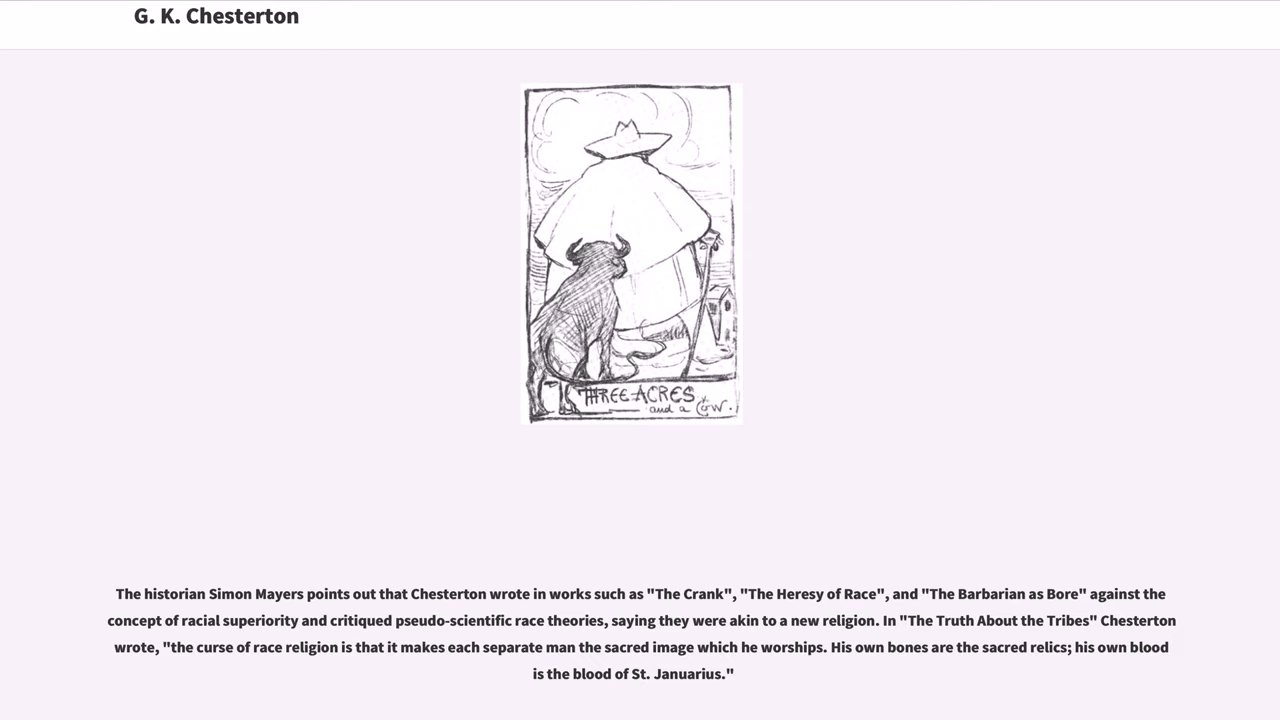 G. K. Chesterton
THREE ACRES
and a Cow.
The historian Simon Mayers points out that Chesterton wrote in works such as "The Crank", "The Heresy of Race", and "The Barbarian as Bore" against the
concept of racial superiority and critiqued pseudo-scientific race theories, saying they were akin to a new religion. In "The Truth About the Tribes" Chesterton
wrote, "the curse of race religion is that it makes each separate man the sacred image which he worships. His own bones are the sacred relics; his own blood
is the blood of St. Januarius."